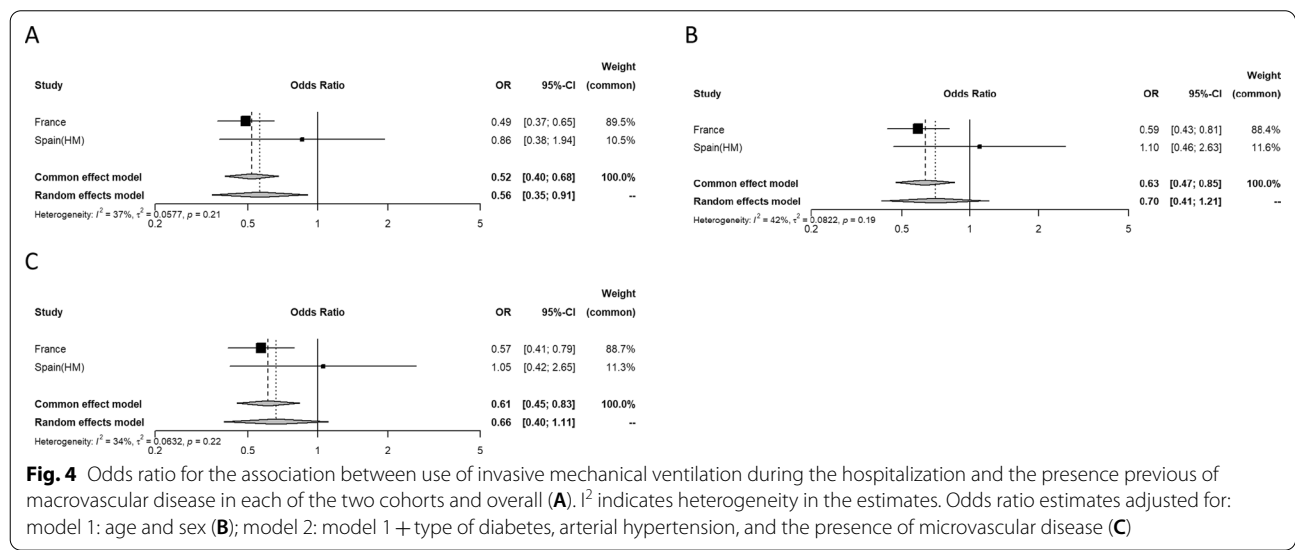 A
Weight
Study Odds Ratio OR 95%-CI (common)
France 0.49 [0.37; 0.65] 89.5%
Spain(HM) 0.86 [0.38; 1.94] 10.5%
Common effect model 0.52 [0.40; 0.68] 100.0%
Random effects model 0.56 [0.35; 0.91] --
Heterogeneity: I² = 37%, τ² = 0.0577, p = 0.21
0.2 0.5 1 2 5
B
Weight
Study Odds Ratio OR 95%-CI (common)
France 0.59 [0.43; 0.81] 88.4%
Spain(HM) 1.10 [0.46; 2.63] 11.6%
Common effect model 0.63 [0.47; 0.85] 100.0%
Random effects model 0.70 [0.41; 1.21] --
Heterogeneity: I² = 42%, τ² = 0.0822, p = 0.19
0.2 0.5 1 2 5
C
Weight
Study Odds Ratio OR 95%-CI (common)
France 0.57 [0.41; 0.79] 88.7%
Spain(HM) 1.05 [0.42; 2.65] 11.3%
Common effect model 0.61 [0.45; 0.83] 100.0%
Random effects model 0.66 [0.40; 1.11] --
Heterogeneity: I² = 34%, τ² = 0.0632, p = 0.22
0.2 0.5 1 2 5
Fig. 4 Odds ratio for the association between use of invasive mechanical ventilation during the hospitalization and the presence previous of
macrovascular disease in each of the two cohorts and overall (A). I² indicates heterogeneity in the estimates. Odds ratio estimates adjusted for:
model 1: age and sex (B); model 2: model 1 + type of diabetes, arterial hypertension, and the presence of microvascular disease (C)